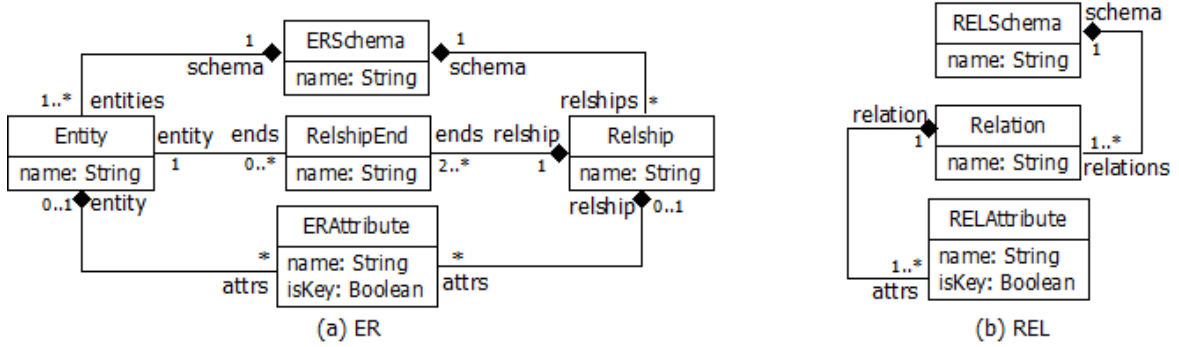 ERSchema
name: String
1
schema
1
schema
1..*
entities
relships
*
Entity
name: String
entity
1
ends
0..*
RelshipEnd
name: String
ends
2..*
relship
1
Relship
name: String
0..1
entity
relship
0..1
ERAttribute
name: String
isKey: Boolean
*
attrs
*
attrs
(a) ER
RELSchema
name: String
schema
1
relation
1
Relation
name: String
1..*
relations
RELAttribute
name: String
isKey: Boolean
1..*
attrs
(b) REL